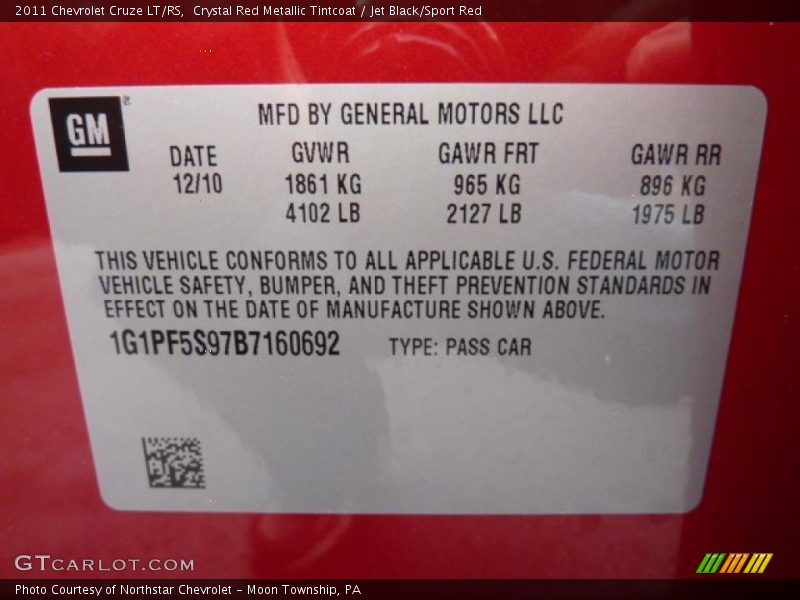 2011 Chevrolet Cruze LT/RS,  Crystal Red Metallic Tintcoat / Jet Black/Sport Red
GM
®
MFD BY GENERAL MOTORS LLC
DATE GVWR GAWR FRT GAWR RR
12/10 1861 KG 965 KG 896 KG
4102 LB 2127 LB 1975 LB
THIS VEHICLE CONFORMS TO ALL APPLICABLE U.S. FEDERAL MOTOR
VEHICLE SAFETY, BUMPER, AND THEFT PREVENTION STANDARDS IN
EFFECT ON THE DATE OF MANUFACTURE SHOWN ABOVE.
1G1PF5S97B7160692 TYPE: PASS CAR
GTCARLOT.COM
Photo Courtesy of Northstar Chevrolet - Moon Township, PA